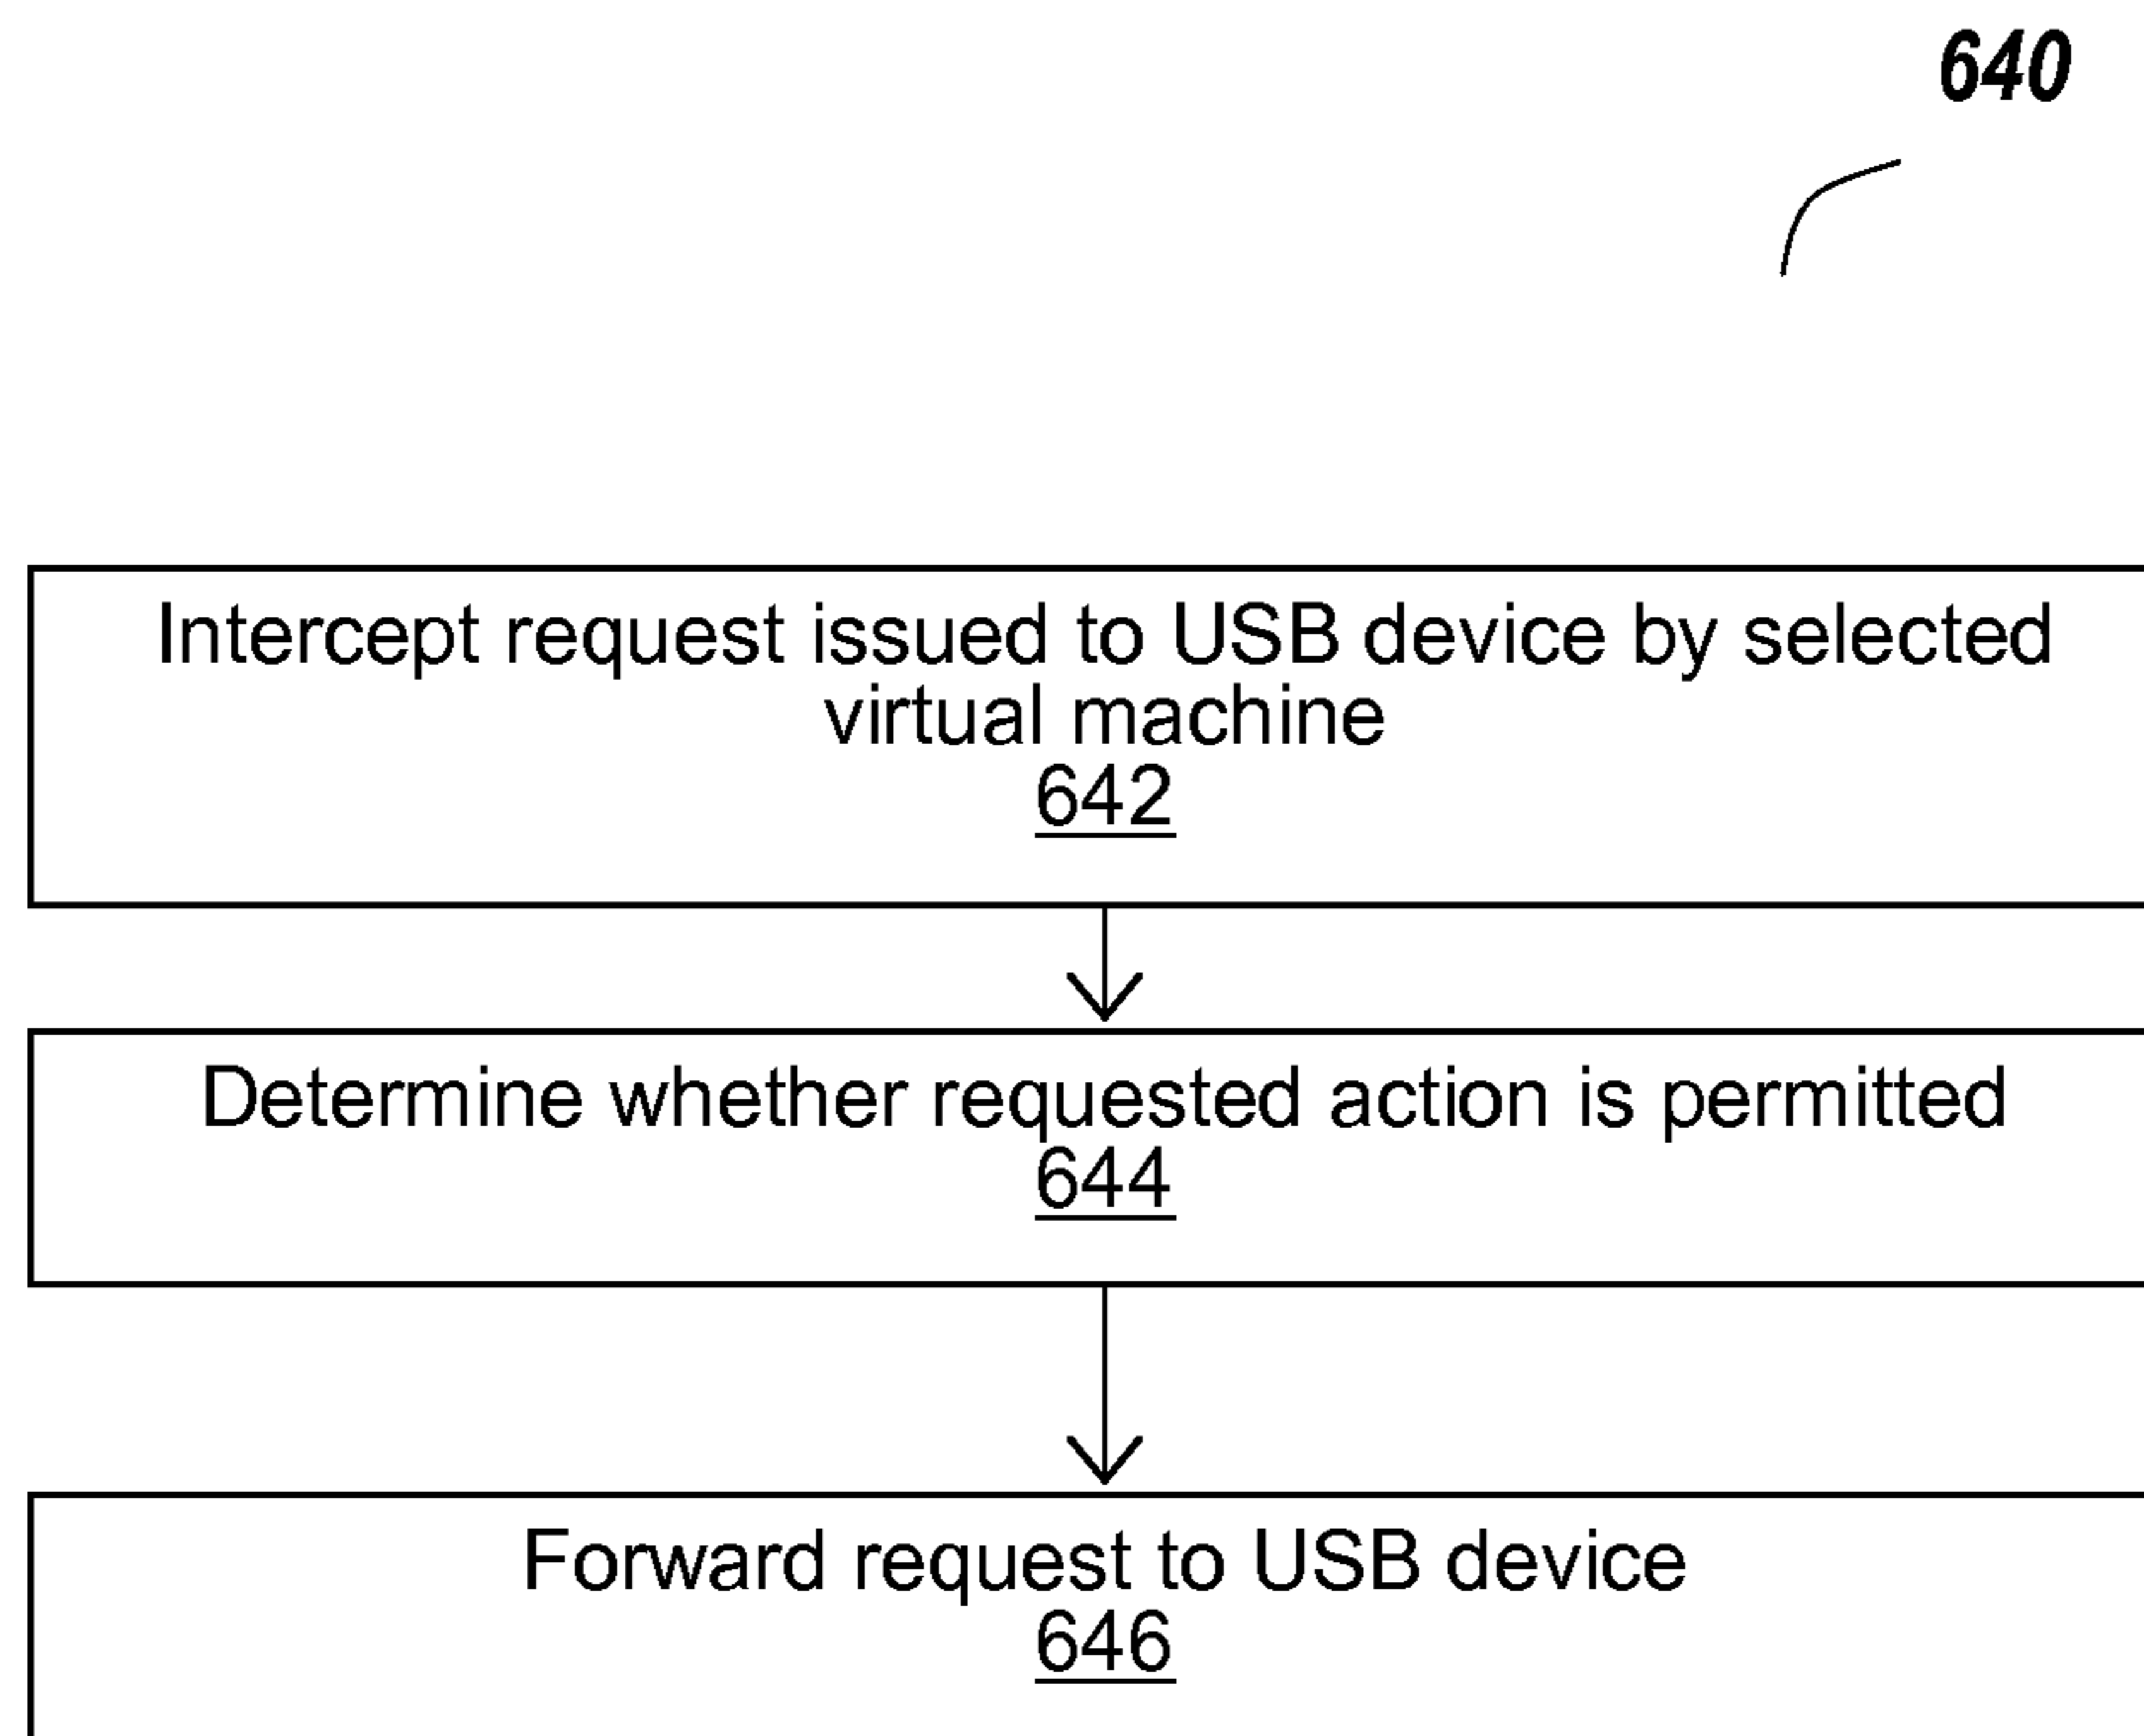 640
Intercept request issued to USB device by selected
virtual machine
642
Determine whether requested action is permitted
644
Forward request to USB device
646